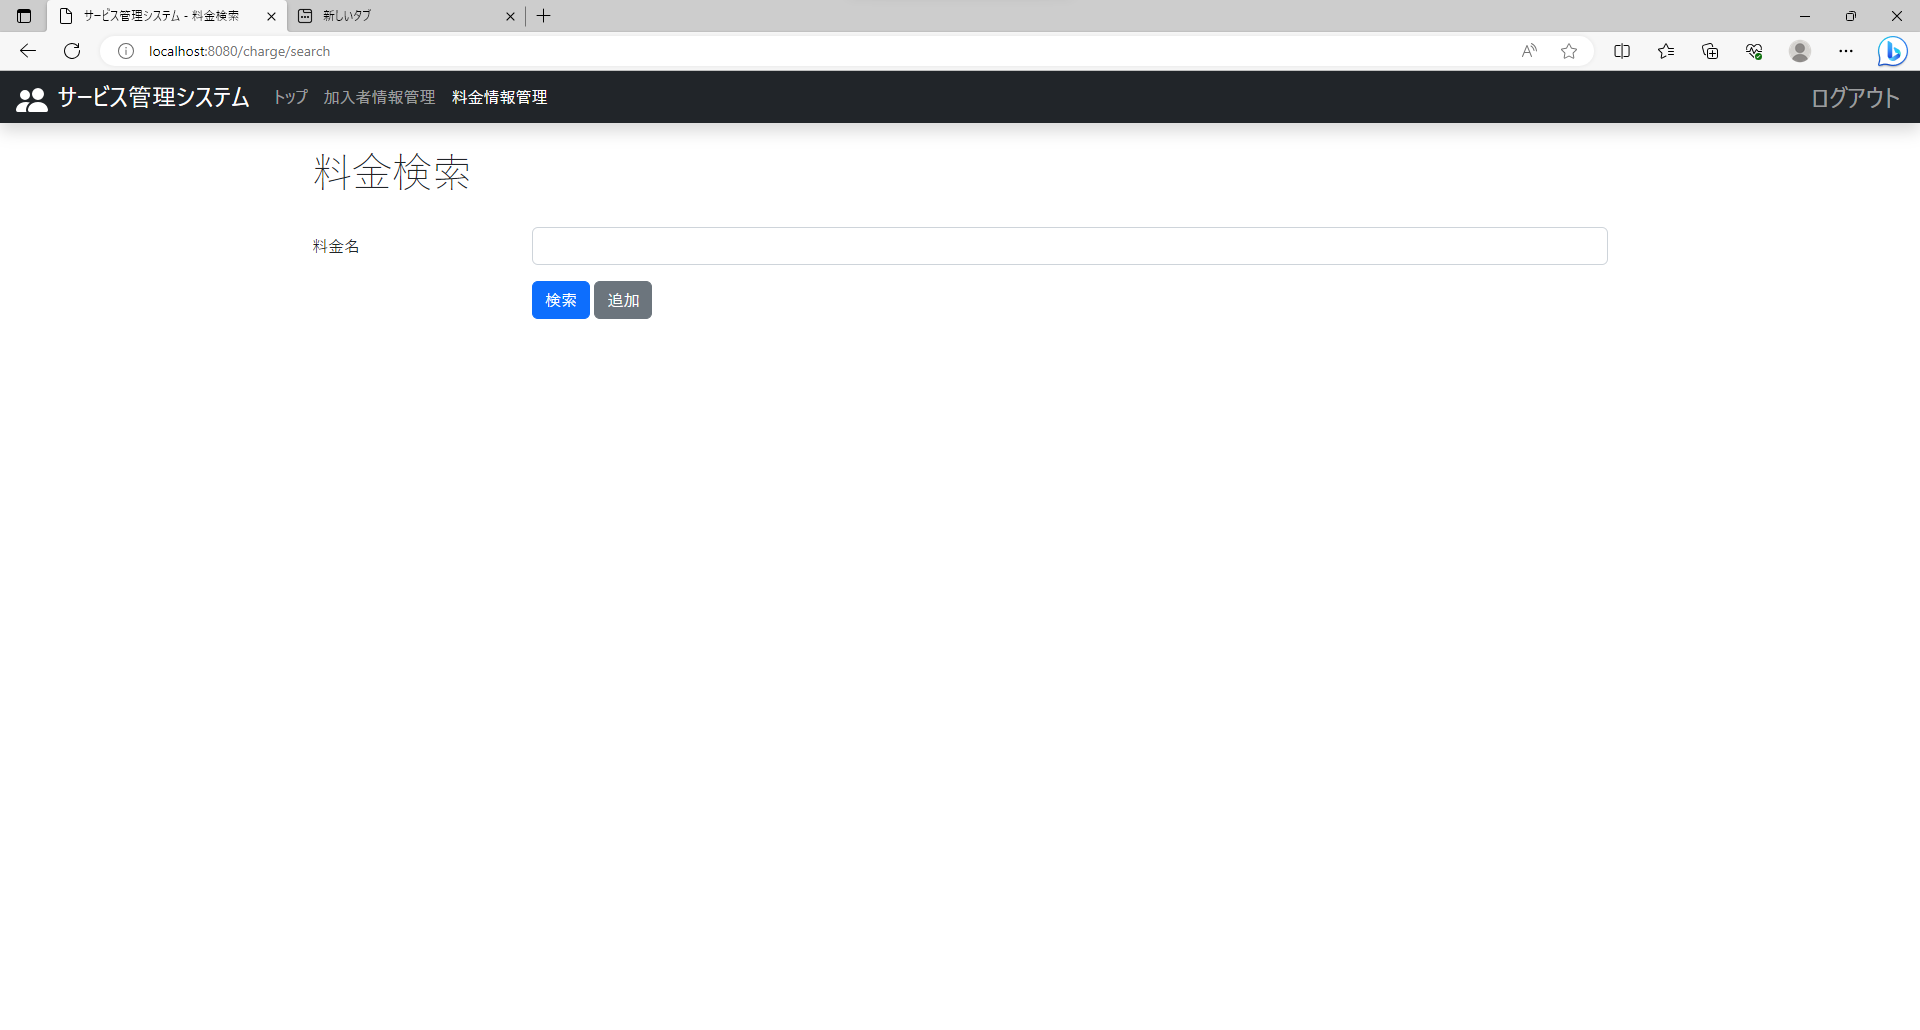 サービス管理システム - 料金検索
新しいタブ
localhost:8080/charge/search
サービス管理システム トップ 加入者情報管理 料金情報管理 ログアウト
料金検索
料金名
検索 追加